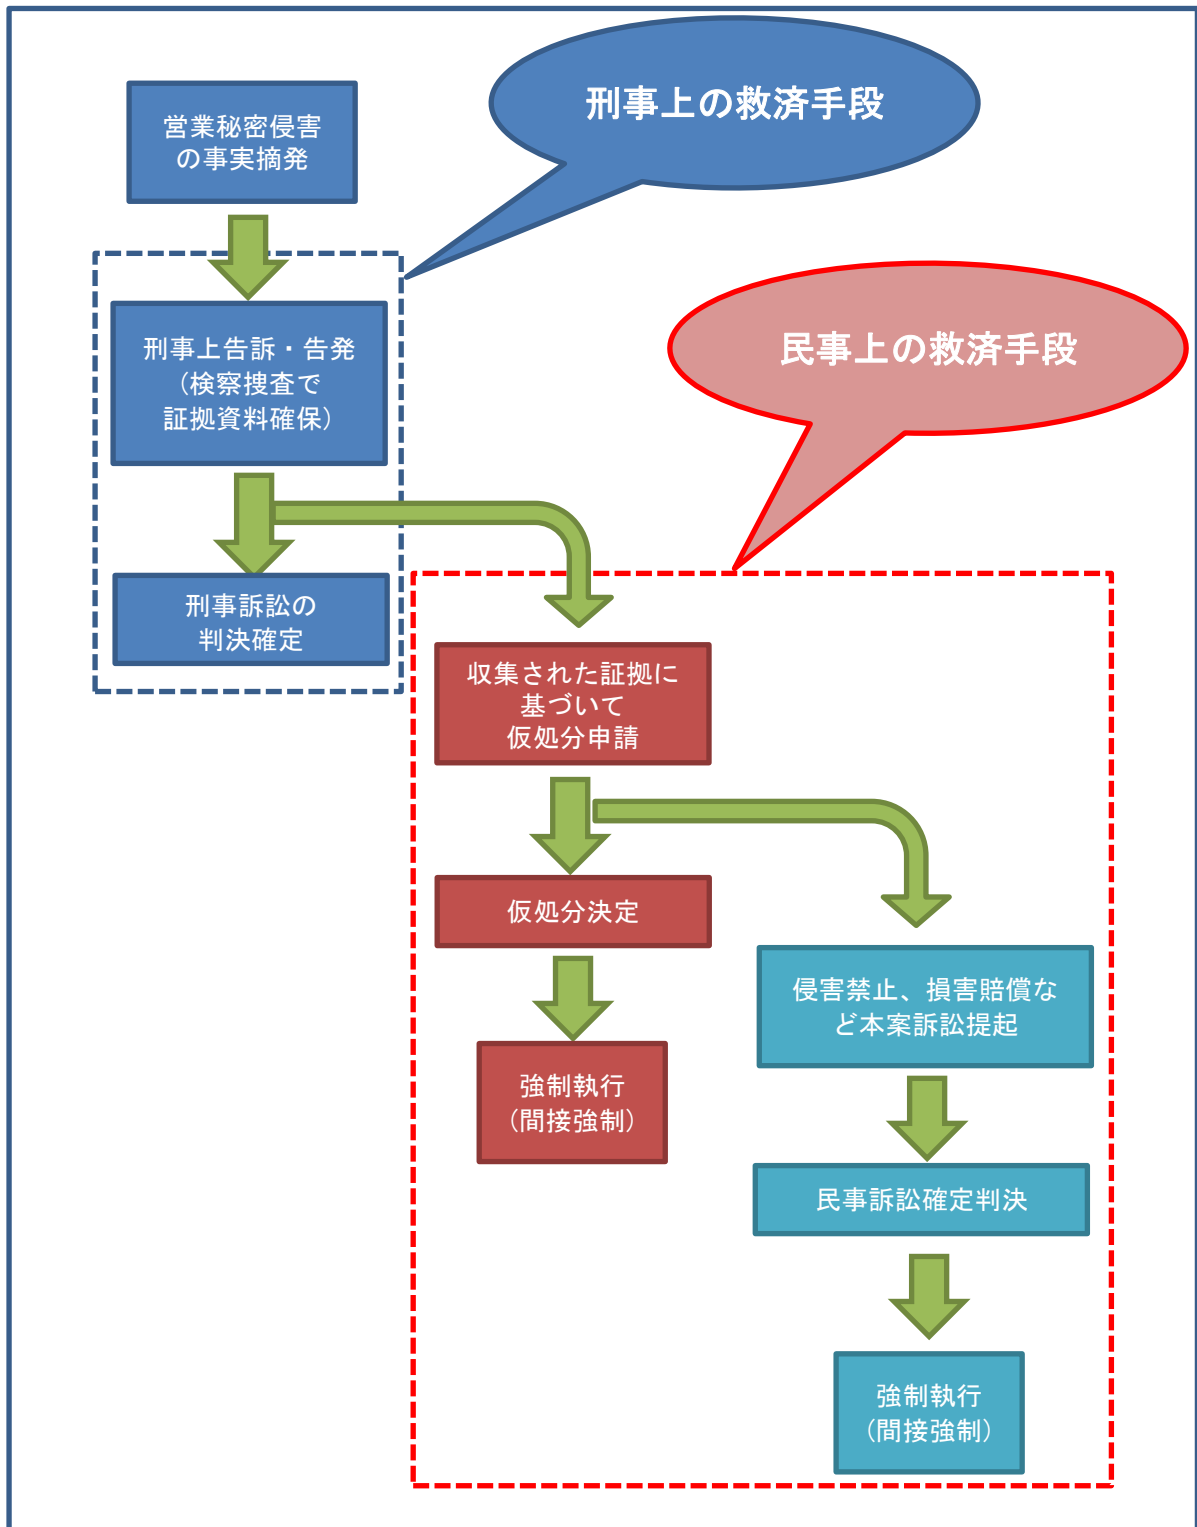 刑事上の救済手段
営業秘密侵害
の事実摘発
民事上の救済手段
刑事上告訴・告発
（検察捜査で
証拠資料確保）
刑事訴訟の
判決確定
収集された証拠に
基づいて
仮処分申請
仮処分決定
侵害禁止、損害賠償な
ど本案訴訟提起
強制執行
（間接強制）
民事訴訟確定判決
強制執行
（間接強制）